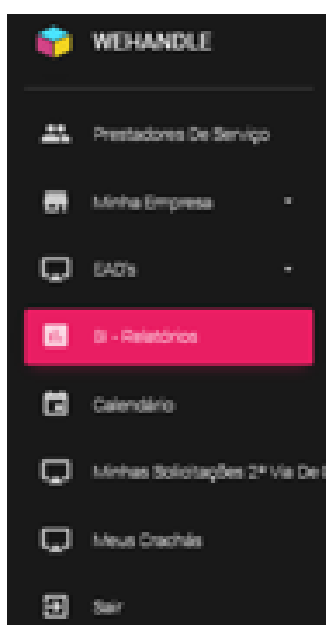 WEHANDLE
Prestadores De Serviço
Minha Empresa
EAD's
BI - Relatórios
Calendário
Minhas Solicitações 2ª Via De
Meus Crachás
Sair